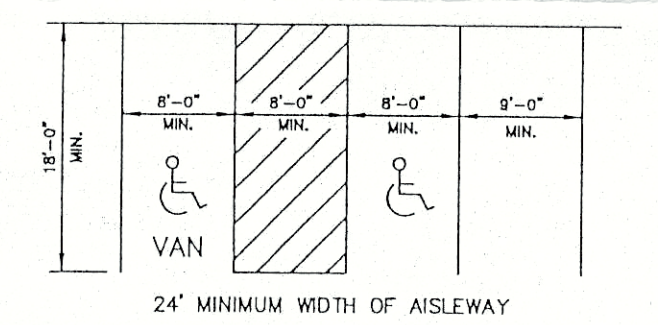 8'-0" 8'-0" 8'-0" 9'-0"
MIN. MIN. MIN. MIN.
18'-0"
MIN.
VAN
24' MINIMUM WIDTH OF AISLEWAY